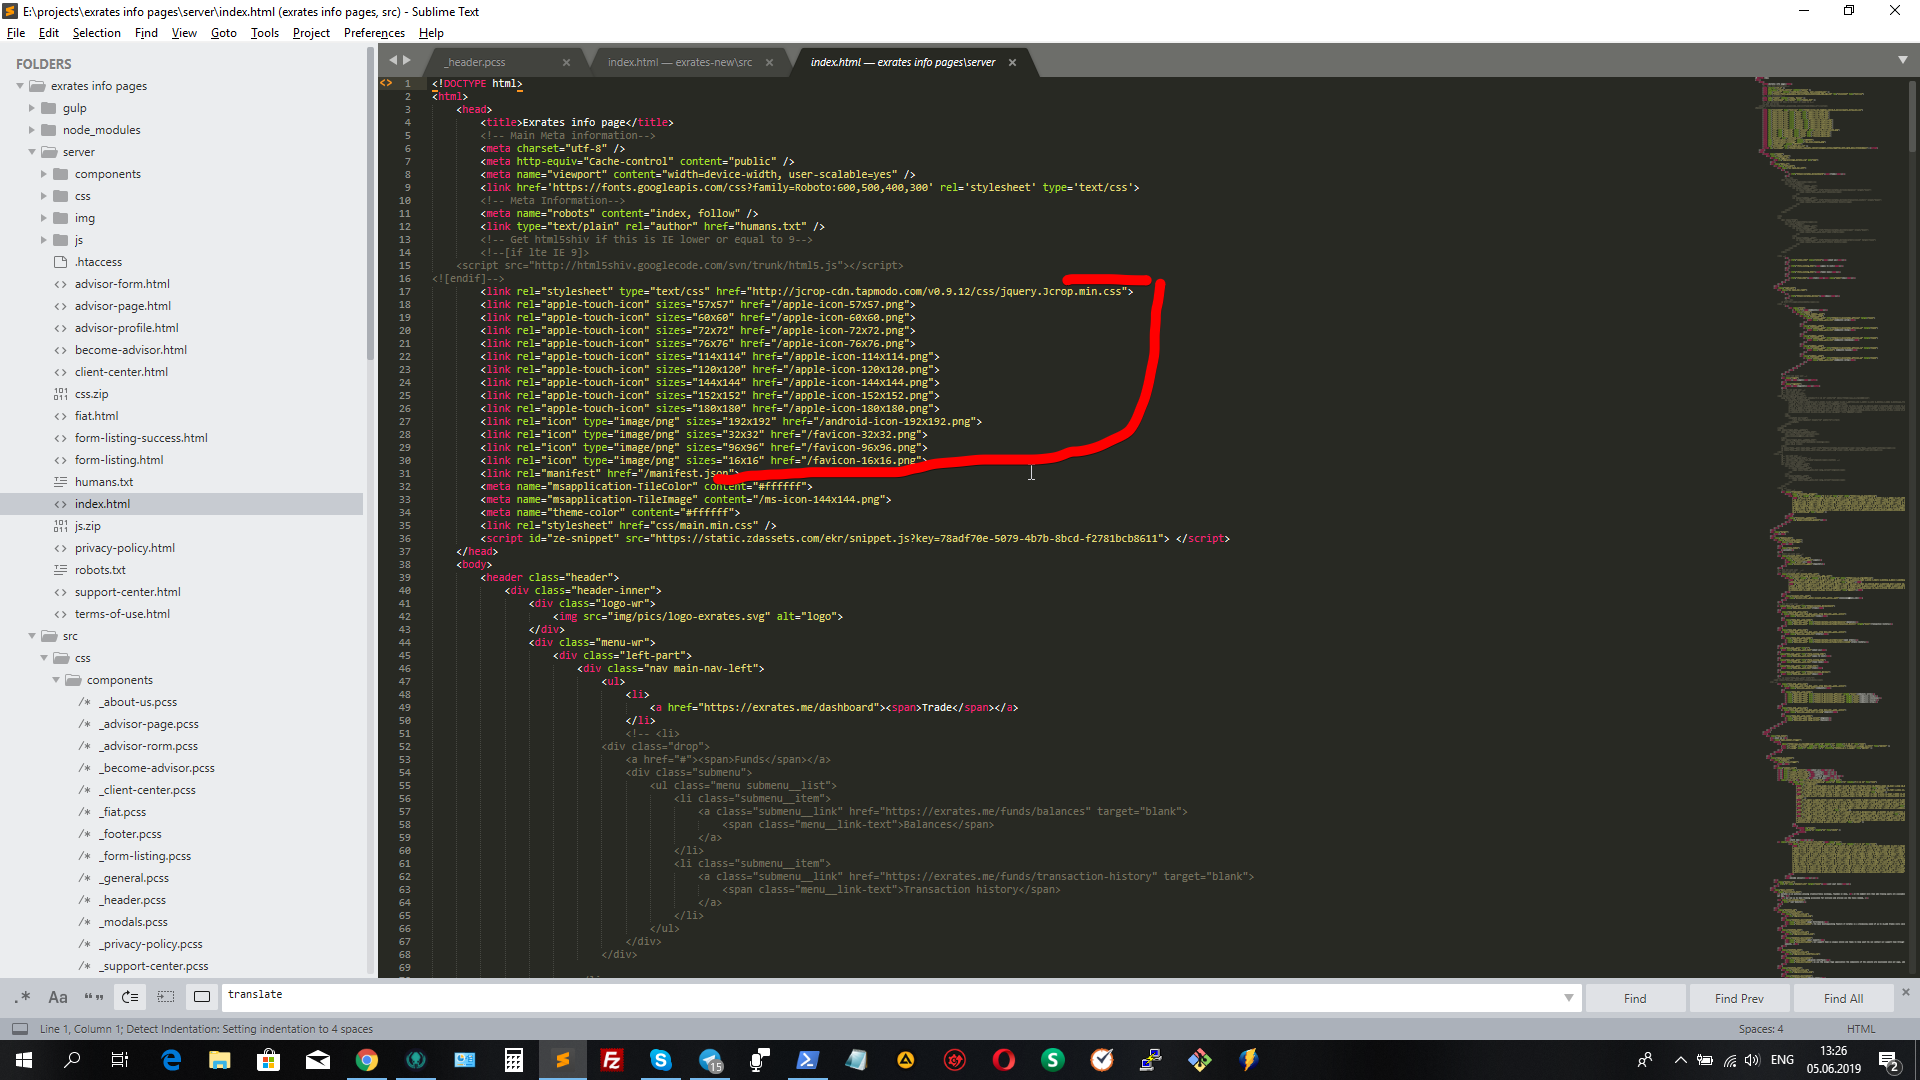 E:\projects\exrates info pages\server\index.html (exrates info pages, src) - Sublime Text
File Edit Selection Find View Goto Tools Project Preferences Help
FOLDERS
exrates info pages
gulp
node_modules
server
components
css
img
js
.htaccess
advisor-form.html
advisor-page.html
advisor-profile.html
become-advisor.html
client-center.html
css.zip
fiat.html
form-listing-success.html
form-listing.html
humans.txt
index.html
js.zip
privacy-policy.html
robots.txt
support-center.html
terms-of-use.html
src
css
components
_about-us.pcss
_advisor-page.pcss
_advisor-rorm.pcss
_become-advisor.pcss
_client-center.pcss
_fiat.pcss
_footer.pcss
_form-listing.pcss
_general.pcss
_header.pcss
_modals.pcss
_privacy-policy.pcss
_support-center.pcss
_header.pcss
index.html — exrates-new\src
index.html — exrates info pages\server
1 <!DOCTYPE html>
2 <html>
3 <head>
4 <title>Exrates info page</title>
5 <!-- Main Meta information-->
6 <meta charset="utf-8" />
7 <meta http-equiv="Cache-control" content="public" />
8 <meta name="viewport" content="width=device-width, user-scalable=yes" />
9 <link href='https://fonts.googleapis.com/css?family=Roboto:600,500,400,300' rel='stylesheet' type='text/css'>
10 <!-- Meta Information-->
11 <meta name="robots" content="index, follow" />
12 <link type="text/plain" rel="author" href="humans.txt" />
13 <!-- Get html5shiv if this is IE lower or equal to 9-->
14 <!--[if lte IE 9]>
15 <script src="http://html5shiv.googlecode.com/svn/trunk/html5.js"></script>
16 <![endif]-->
17 <link rel="stylesheet" type="text/css" href="http://jcrop-cdn.tapmodo.com/v0.9.12/css/jquery.Jcrop.min.css">
18 <link rel="apple-touch-icon" sizes="57x57" href="/apple-icon-57x57.png">
19 <link rel="apple-touch-icon" sizes="60x60" href="/apple-icon-60x60.png">
20 <link rel="apple-touch-icon" sizes="72x72" href="/apple-icon-72x72.png">
21 <link rel="apple-touch-icon" sizes="76x76" href="/apple-icon-76x76.png">
22 <link rel="apple-touch-icon" sizes="114x114" href="/apple-icon-114x114.png">
23 <link rel="apple-touch-icon" sizes="120x120" href="/apple-icon-120x120.png">
24 <link rel="apple-touch-icon" sizes="144x144" href="/apple-icon-144x144.png">
25 <link rel="apple-touch-icon" sizes="152x152" href="/apple-icon-152x152.png">
26 <link rel="apple-touch-icon" sizes="180x180" href="/apple-icon-180x180.png">
27 <link rel="icon" type="image/png" sizes="192x192" href="/android-icon-192x192.png">
28 <link rel="icon" type="image/png" sizes="32x32" href="/favicon-32x32.png">
29 <link rel="icon" type="image/png" sizes="96x96" href="/favicon-96x96.png">
30 <link rel="icon" type="image/png" sizes="16x16" href="/favicon-16x16.png">
31 <link rel="manifest" href="/manifest.json">
32 <meta name="msapplication-TileColor" content="#ffffff">
33 <meta name="msapplication-TileImage" content="/ms-icon-144x144.png">
34 <meta name="theme-color" content="#ffffff">
35 <link rel="stylesheet" href="css/main.min.css" />
36 <script id="ze-snippet" src="https://static.zdassets.com/ekr/snippet.js?key=78adf70e-5079-4b7b-8bcd-f2781bcb8611"> </script>
37 </head>
38 <body>
39 <header class="header">
40 <div class="header-inner">
41 <div class="logo-wr">
42 <img src="img/pics/logo-exrates.svg" alt="logo">
43 </div>
44 <div class="menu-wr">
45 <div class="left-part">
46 <div class="nav main-nav-left">
47 <ul>
48 <li>
49 <a href="https://exrates.me/dashboard"><span>Trade</span></a>
50 </li>
51 <!-- <li>
52 <div class="drop">
53 <a href="#"><span>Funds</span></a>
54 <div class="submenu">
55 <ul class="menu submenu__list">
56 <li class="submenu__item">
57 <a class="submenu__link" href="https://exrates.me/funds/balances" target="blank">
58 <span class="menu__link-text">Balances</span>
59 </a>
60 </li>
61 <li class="submenu__item">
62 <a class="submenu__link" href="https://exrates.me/funds/transaction-history" target="blank">
63 <span class="menu__link-text">Transaction history</span>
64 </a>
65 </li>
66 </ul>
67 </div>
68 </div>
69
translate
Find Find Prev Find All
Line 1, Column 1; Detect Indentation: Setting indentation to 4 spaces
Spaces: 4 HTML
15
ENG
13:26
05.06.2019
2